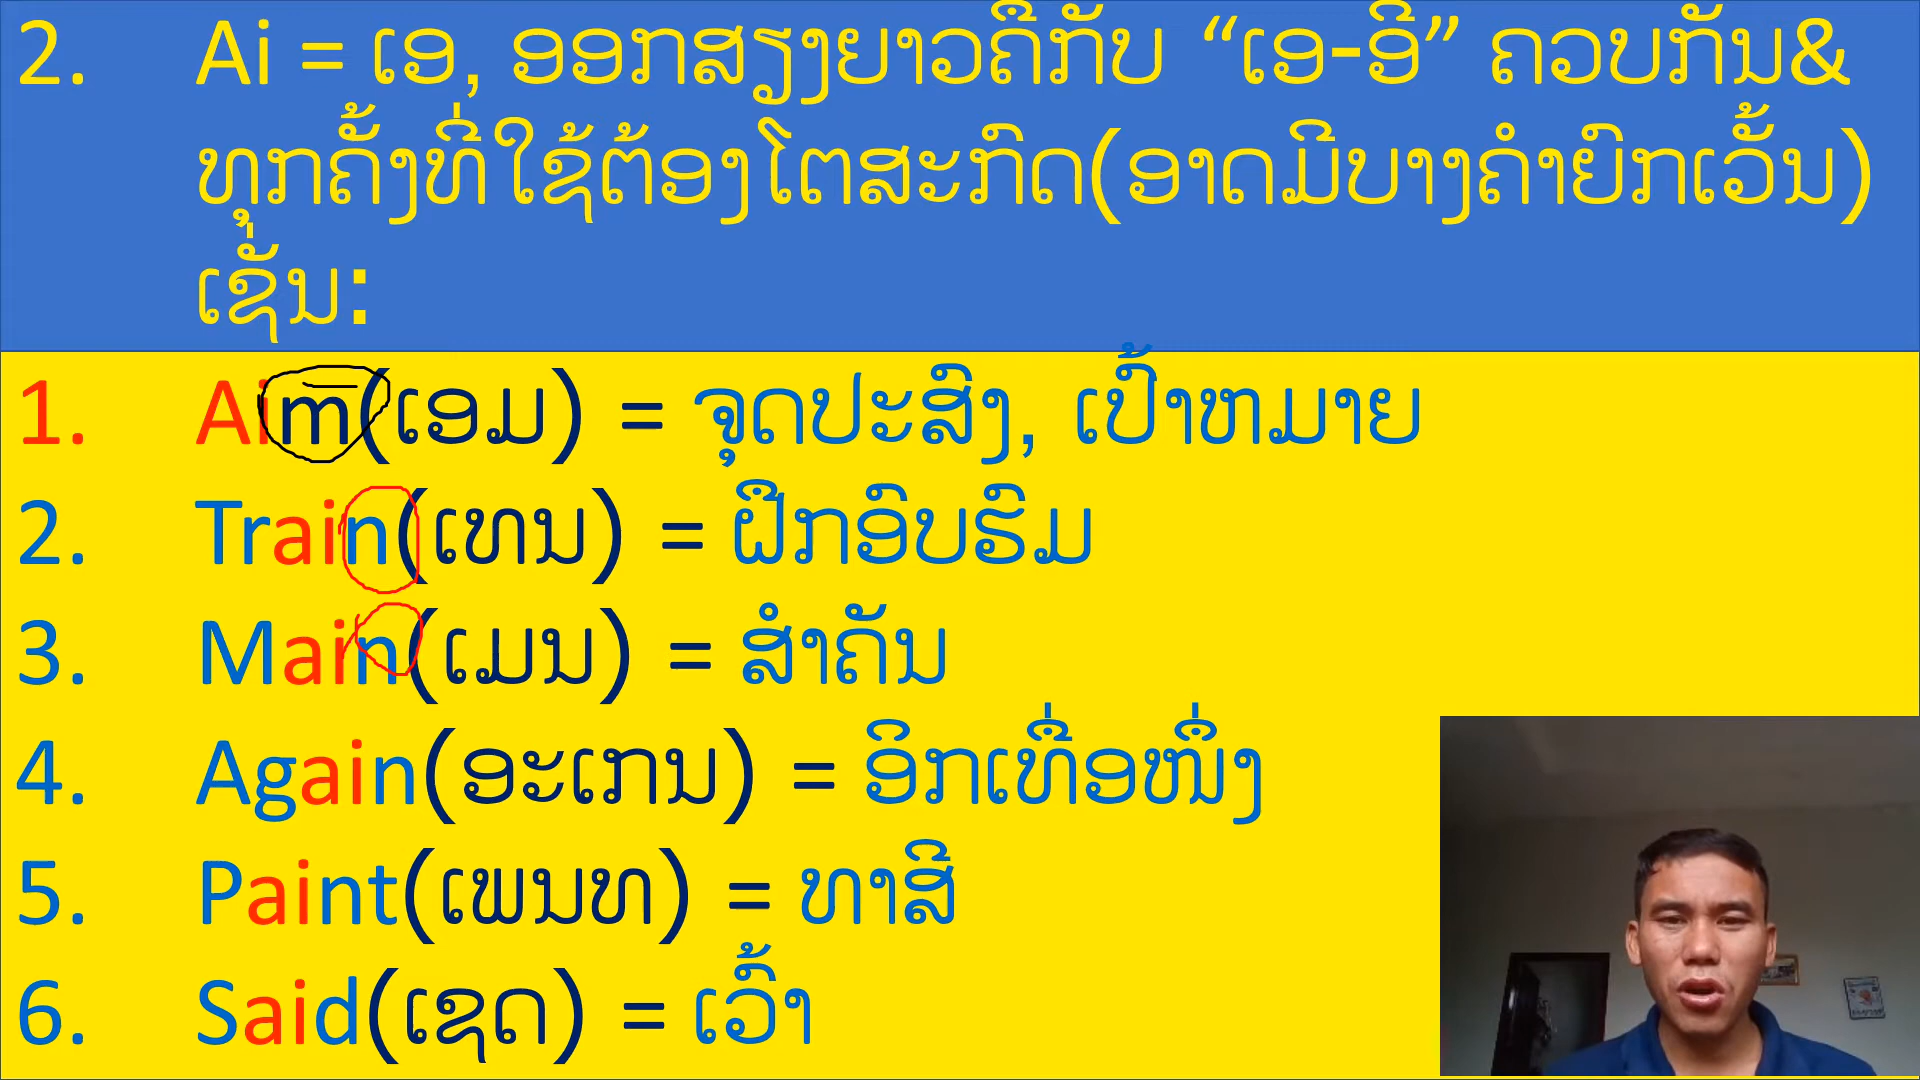 2. Ai = ເອ, ອອກສຽງຍາວຄືກັບ “ເອ-ອີ” ຄວບກັນ&
ທຸກຄັ້ງທີ່ໃຊ້ຕ້ອງໂຕສະກົດ(ອາດມີບາງຄຳຍົກເວັ້ນ)
ເຊັ່ນ:
1. Aim(ເອມ) = ຈຸດປະສົງ, ເປົ້າຫມາຍ
2. Train(ເທນ) = ຝຶກອົບຮົມ
3. Main(ເມນ) = ສຳຄັນ
4. Again(ອະເກນ) = ອີກເທື່ອໜຶ່ງ
5. Paint(ເພນທ) = ທາສີ
6. Said(ເຊດ) = ເວົ້າ